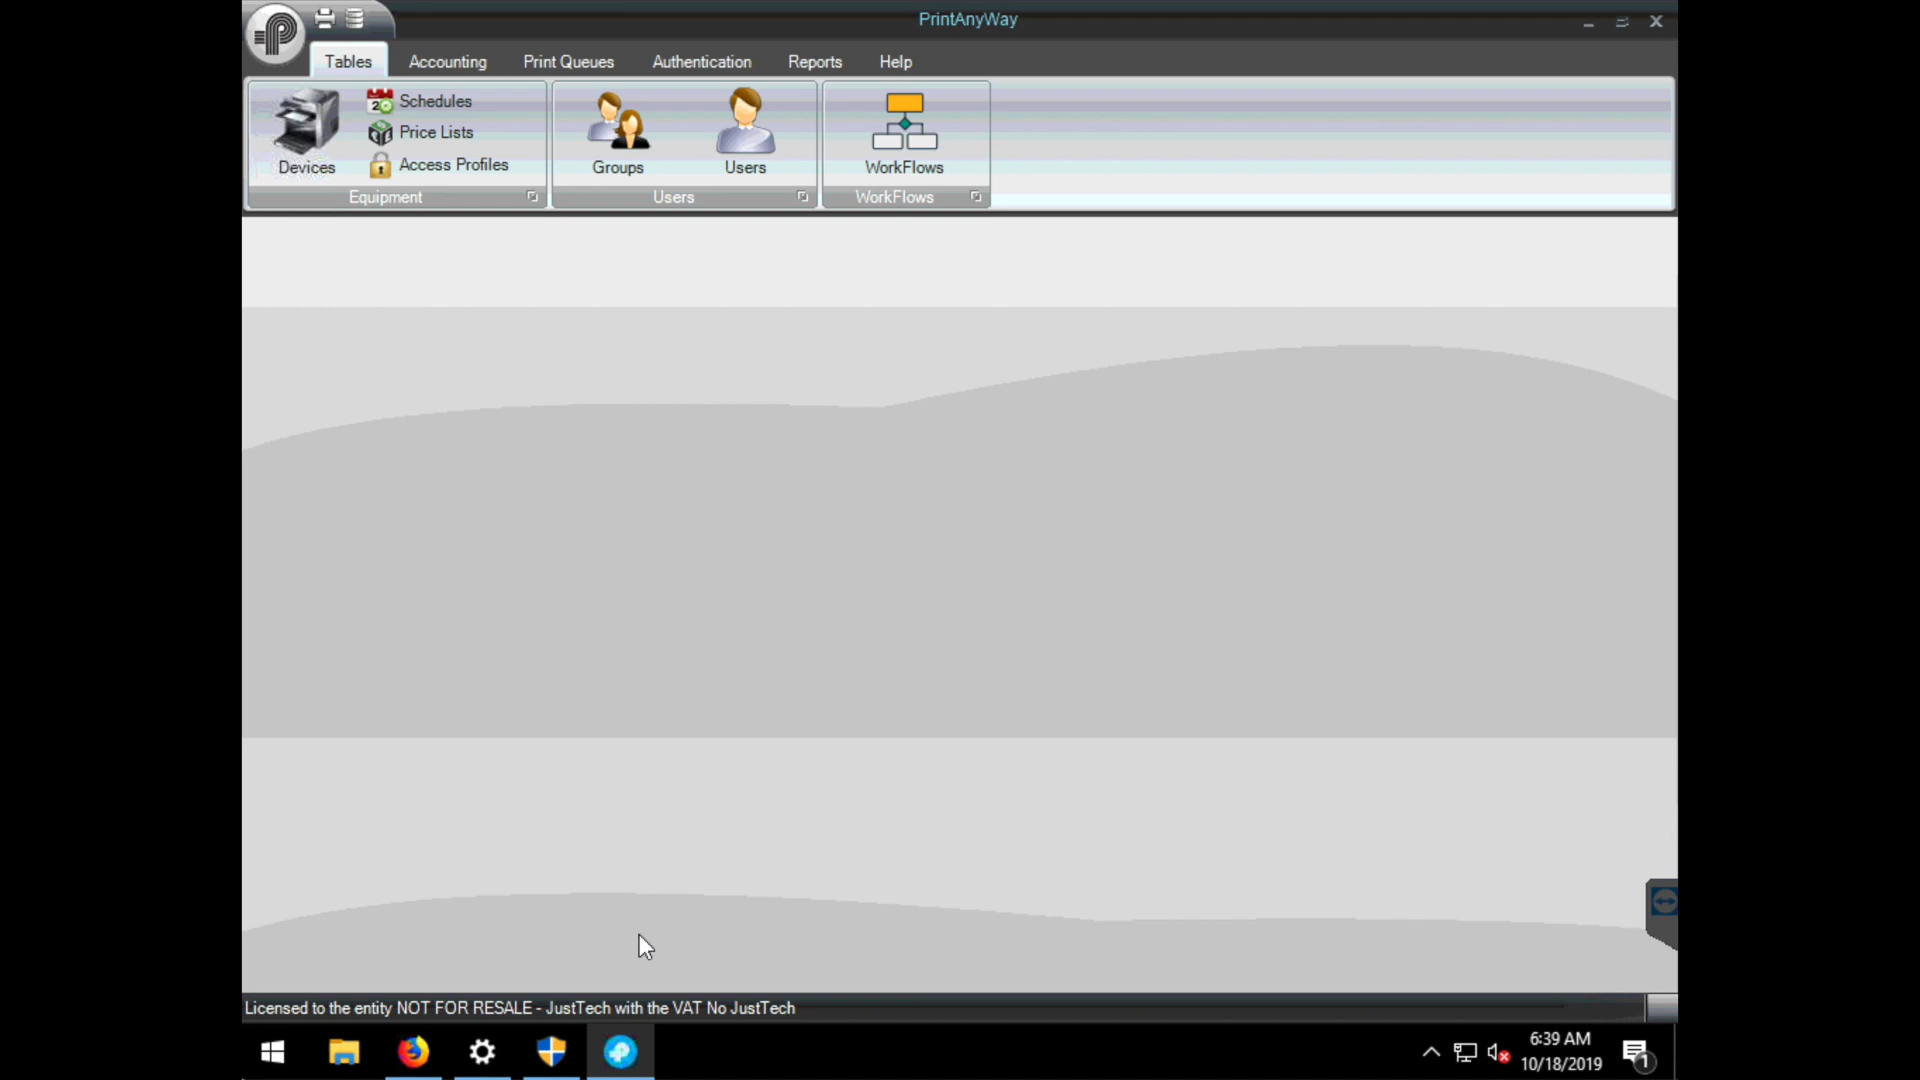 PrintAnyWay
Tables Accounting Print Queues Authentication Reports Help
Devices
Schedules
Price Lists
Access Profiles
Equipment
Groups
Users
Users
WorkFlows
WorkFlows
Licensed to the entity NOT FOR RESALE - JustTech with the VAT No JustTech
6:39 AM
10/18/2019
1